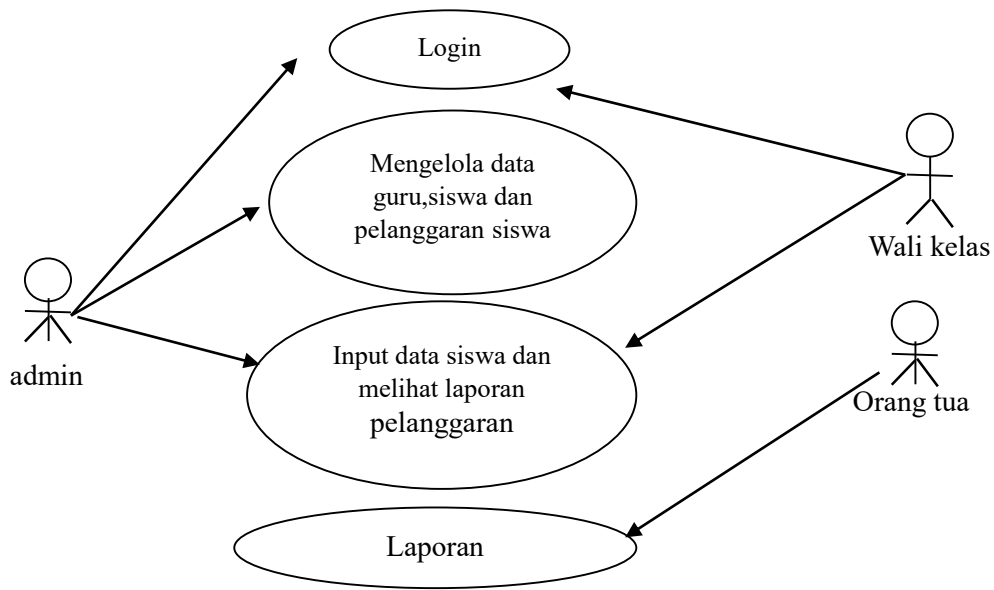 Login
Mengelola data
guru,siswa dan
pelanggaran siswa
Wali kelas
admin
Input data siswa dan
melihat laporan
pelanggaran
Orang tua
Laporan